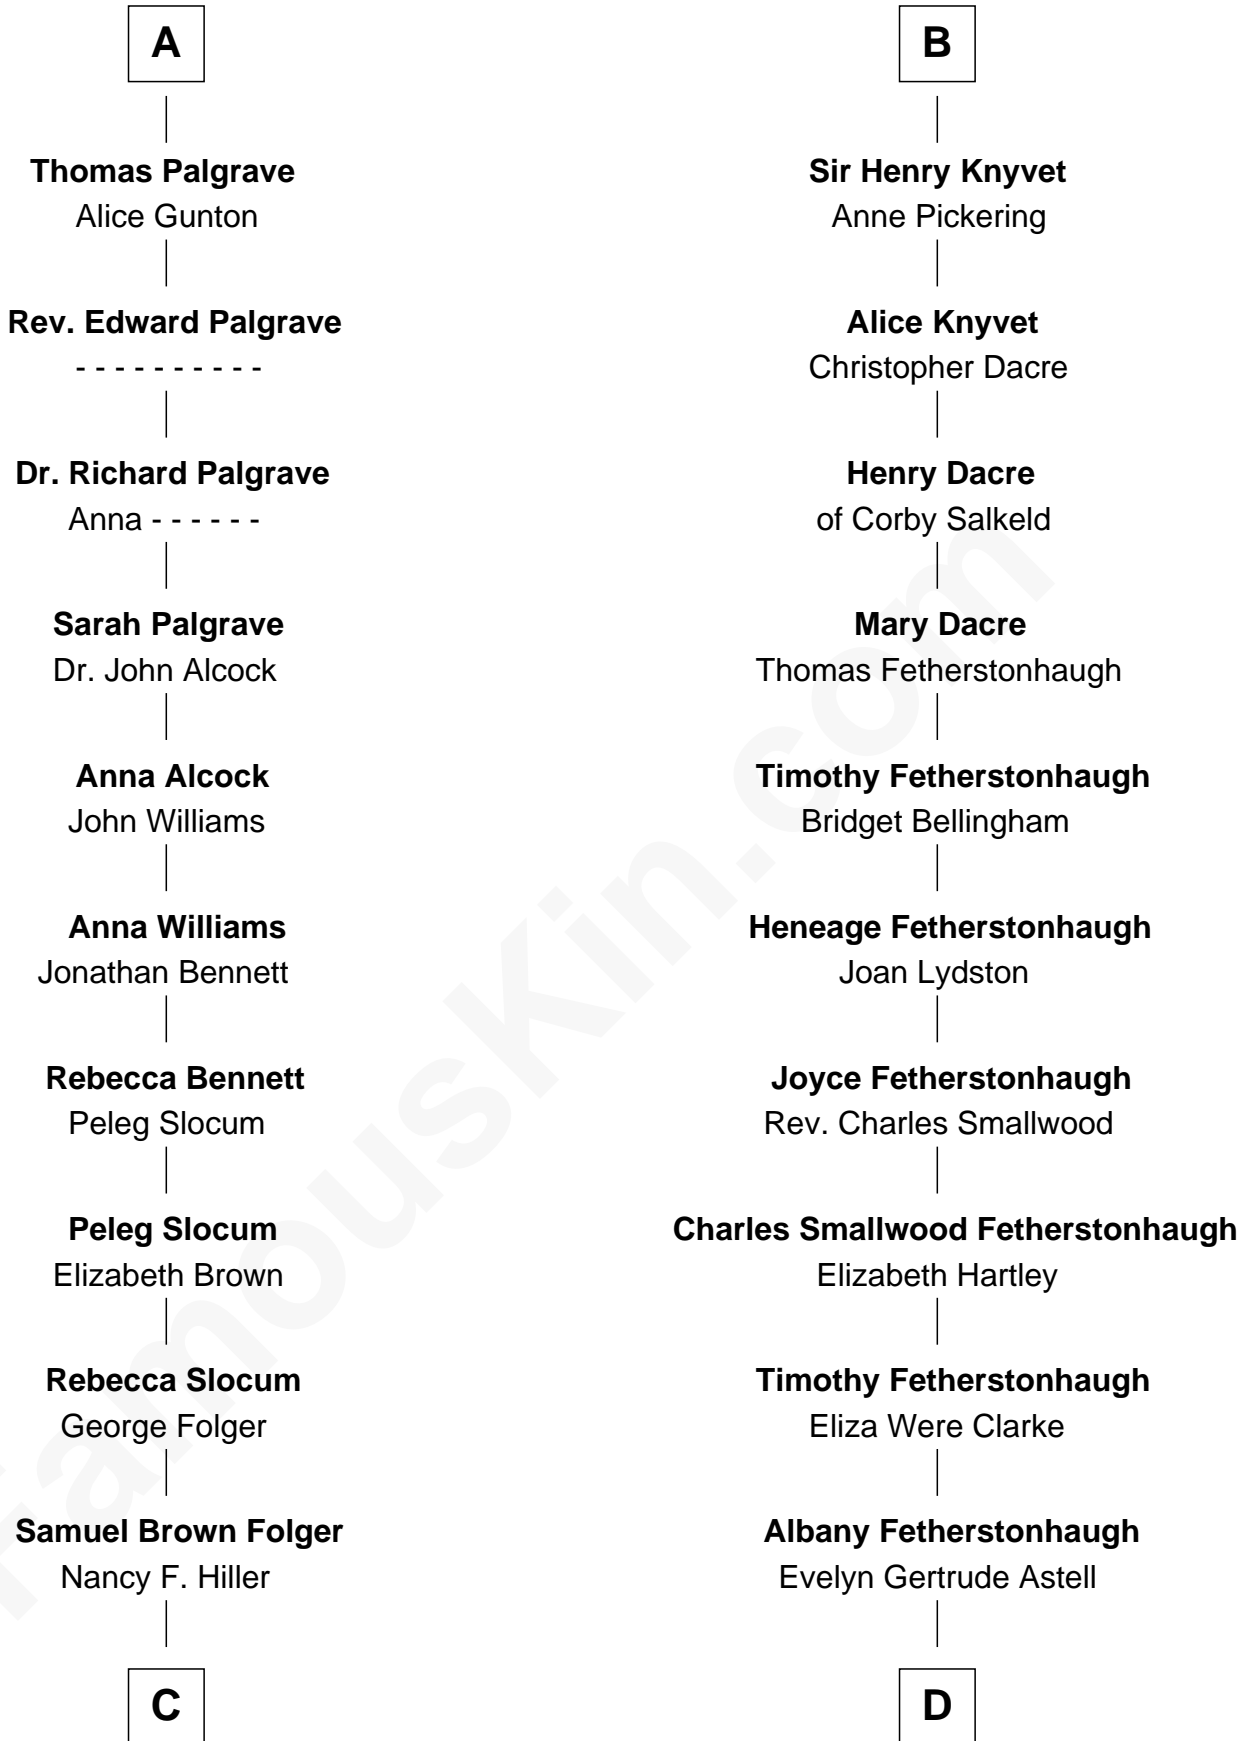 A
Thomas Palgrave
Alice Gunton
Rev. Edward Palgrave
- - - - - - - - - -
Dr. Richard Palgrave
Anna - - - - - -
Sarah Palgrave
Dr. John Alcock
Anna Alcock
John Williams
Anna Williams
Jonathan Bennett
Rebecca Bennett
Peleg Slocum
Peleg Slocum
Elizabeth Brown
Rebecca Slocum
George Folger
Samuel Brown Folger
Nancy F. Hiller
C
B
Sir Henry Knyvet
Anne Pickering
Alice Knyvet
Christopher Dacre
Henry Dacre
of Corby Salkeld
Mary Dacre
Thomas Fetherstonhaugh
Timothy Fetherstonhaugh
Bridget Bellingham
Heneage Fetherstonhaugh
Joan Lydston
Joyce Fetherstonhaugh
Rev. Charles Smallwood
Charles Smallwood Fetherstonhaugh
Elizabeth Hartley
Timothy Fetherstonhaugh
Eliza Were Clarke
Albany Fetherstonhaugh
Evelyn Gertrude Astell
D
FamousKin.com